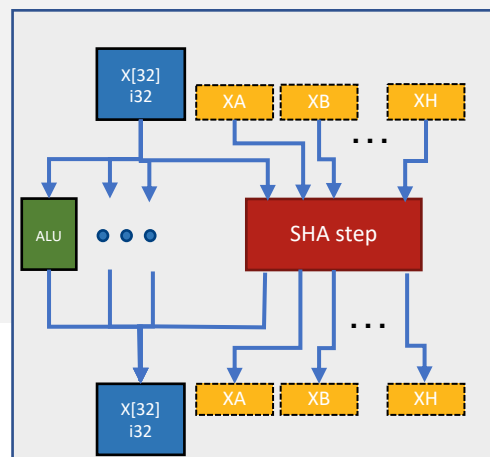 X[32]
i32
XA
XB
XH
...
ALU
SHA step
...
X[32]
i32
XA
XB
XH